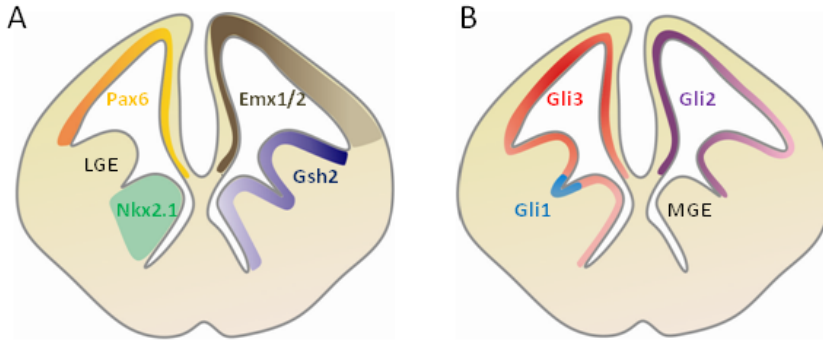 A
B
Pax6
Emx1/2
Gli3
Gli2
LGE
Gsh2
Nkx2.1
Gli1
MGE